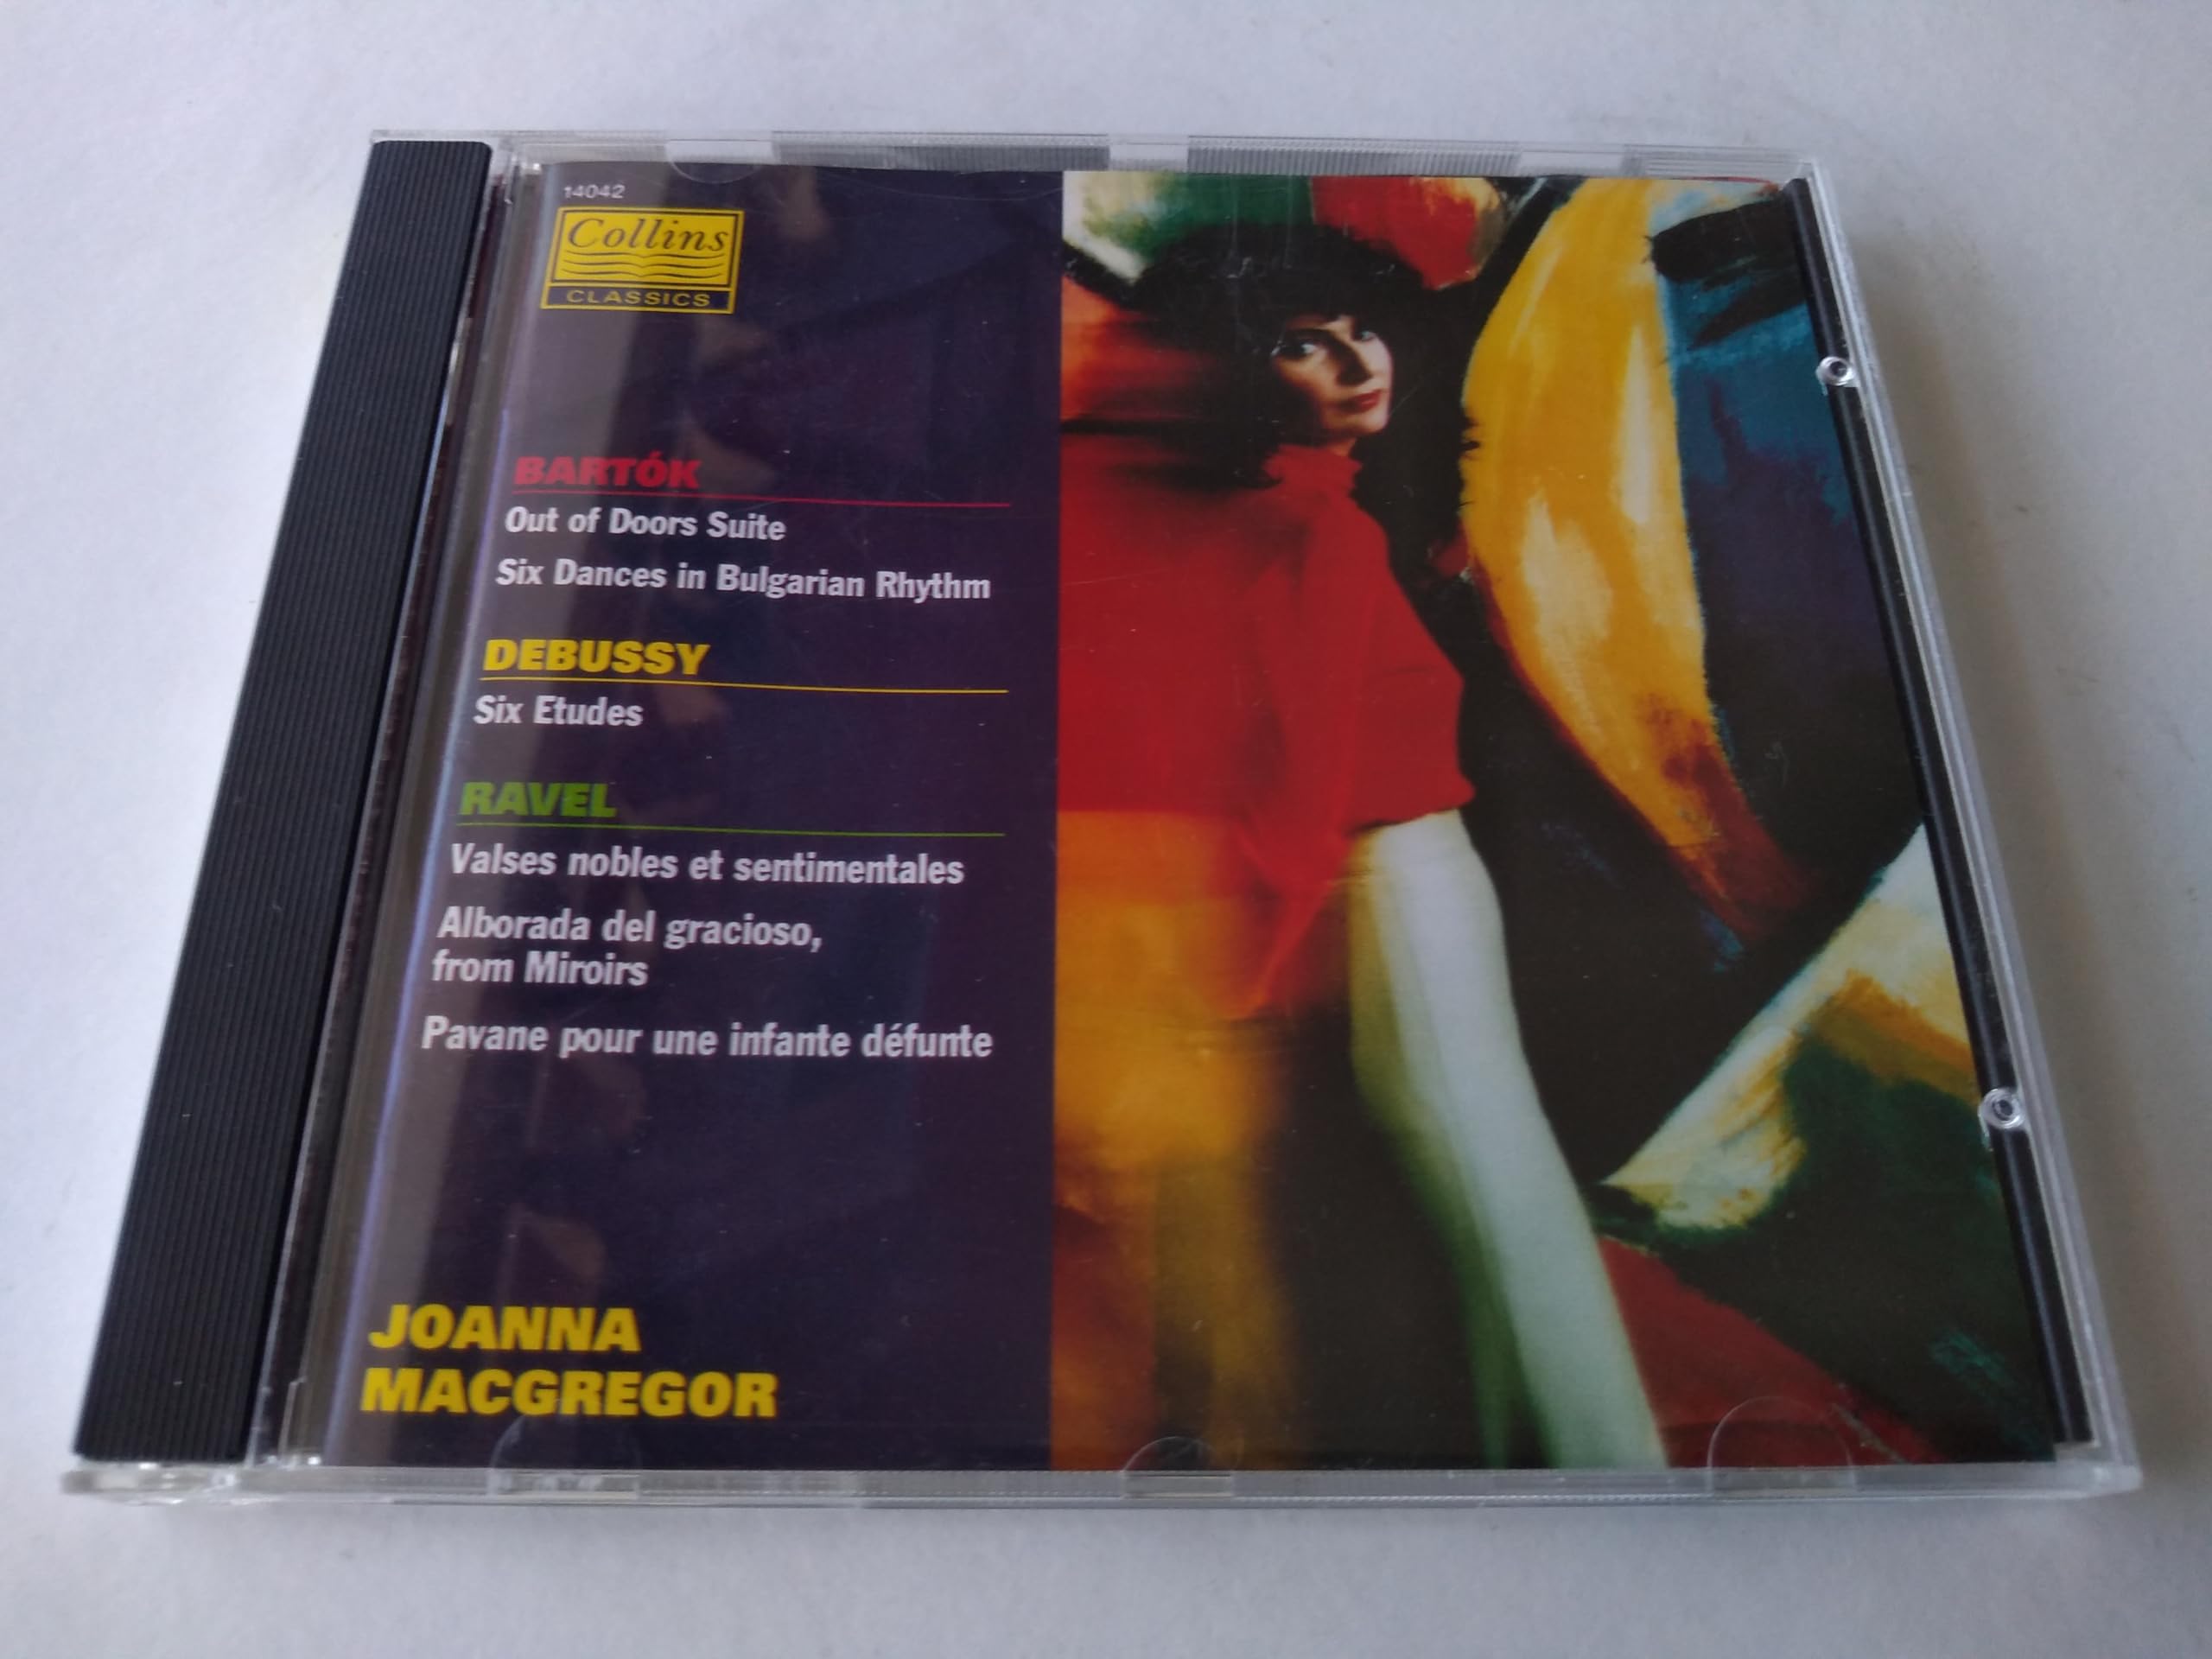 14042
Collins
CLASSICS
BARTÓK
Out of Doors Suite
Six Dances in Bulgarian Rhythm
DEBUSSY
Six Etudes
RAVEL
Valses nobles et sentimentales
Alborada del gracioso,
from Miroirs
Pavane pour une infante défunte
JOANNA
MACGREGOR